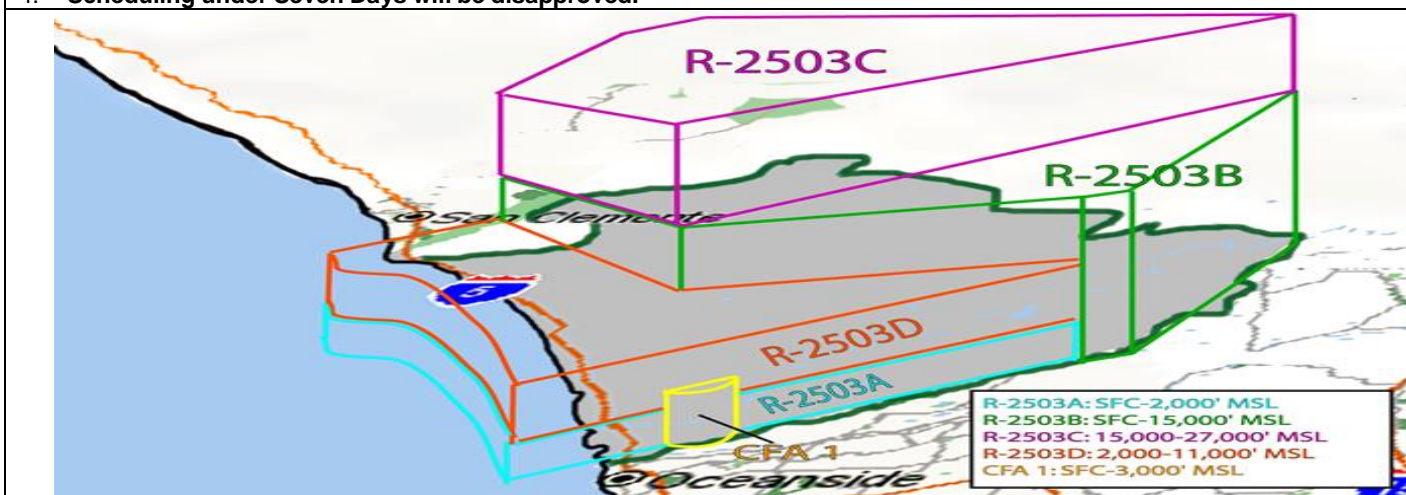 4. Scheduling under Seven Days will be disapproved.
R-2503C
R-2503B
San Clemente
5
R-2503D
R-2503A
CFA 1
Oceanside
R-2503A: SFC-2,000' MSL
R-2503B: SFC-15,000' MSL
R-2503C: 15,000-27,000' MSL
R-2503D: 2,000-11,000' MSL
CFA 1: SFC-3,000' MSL